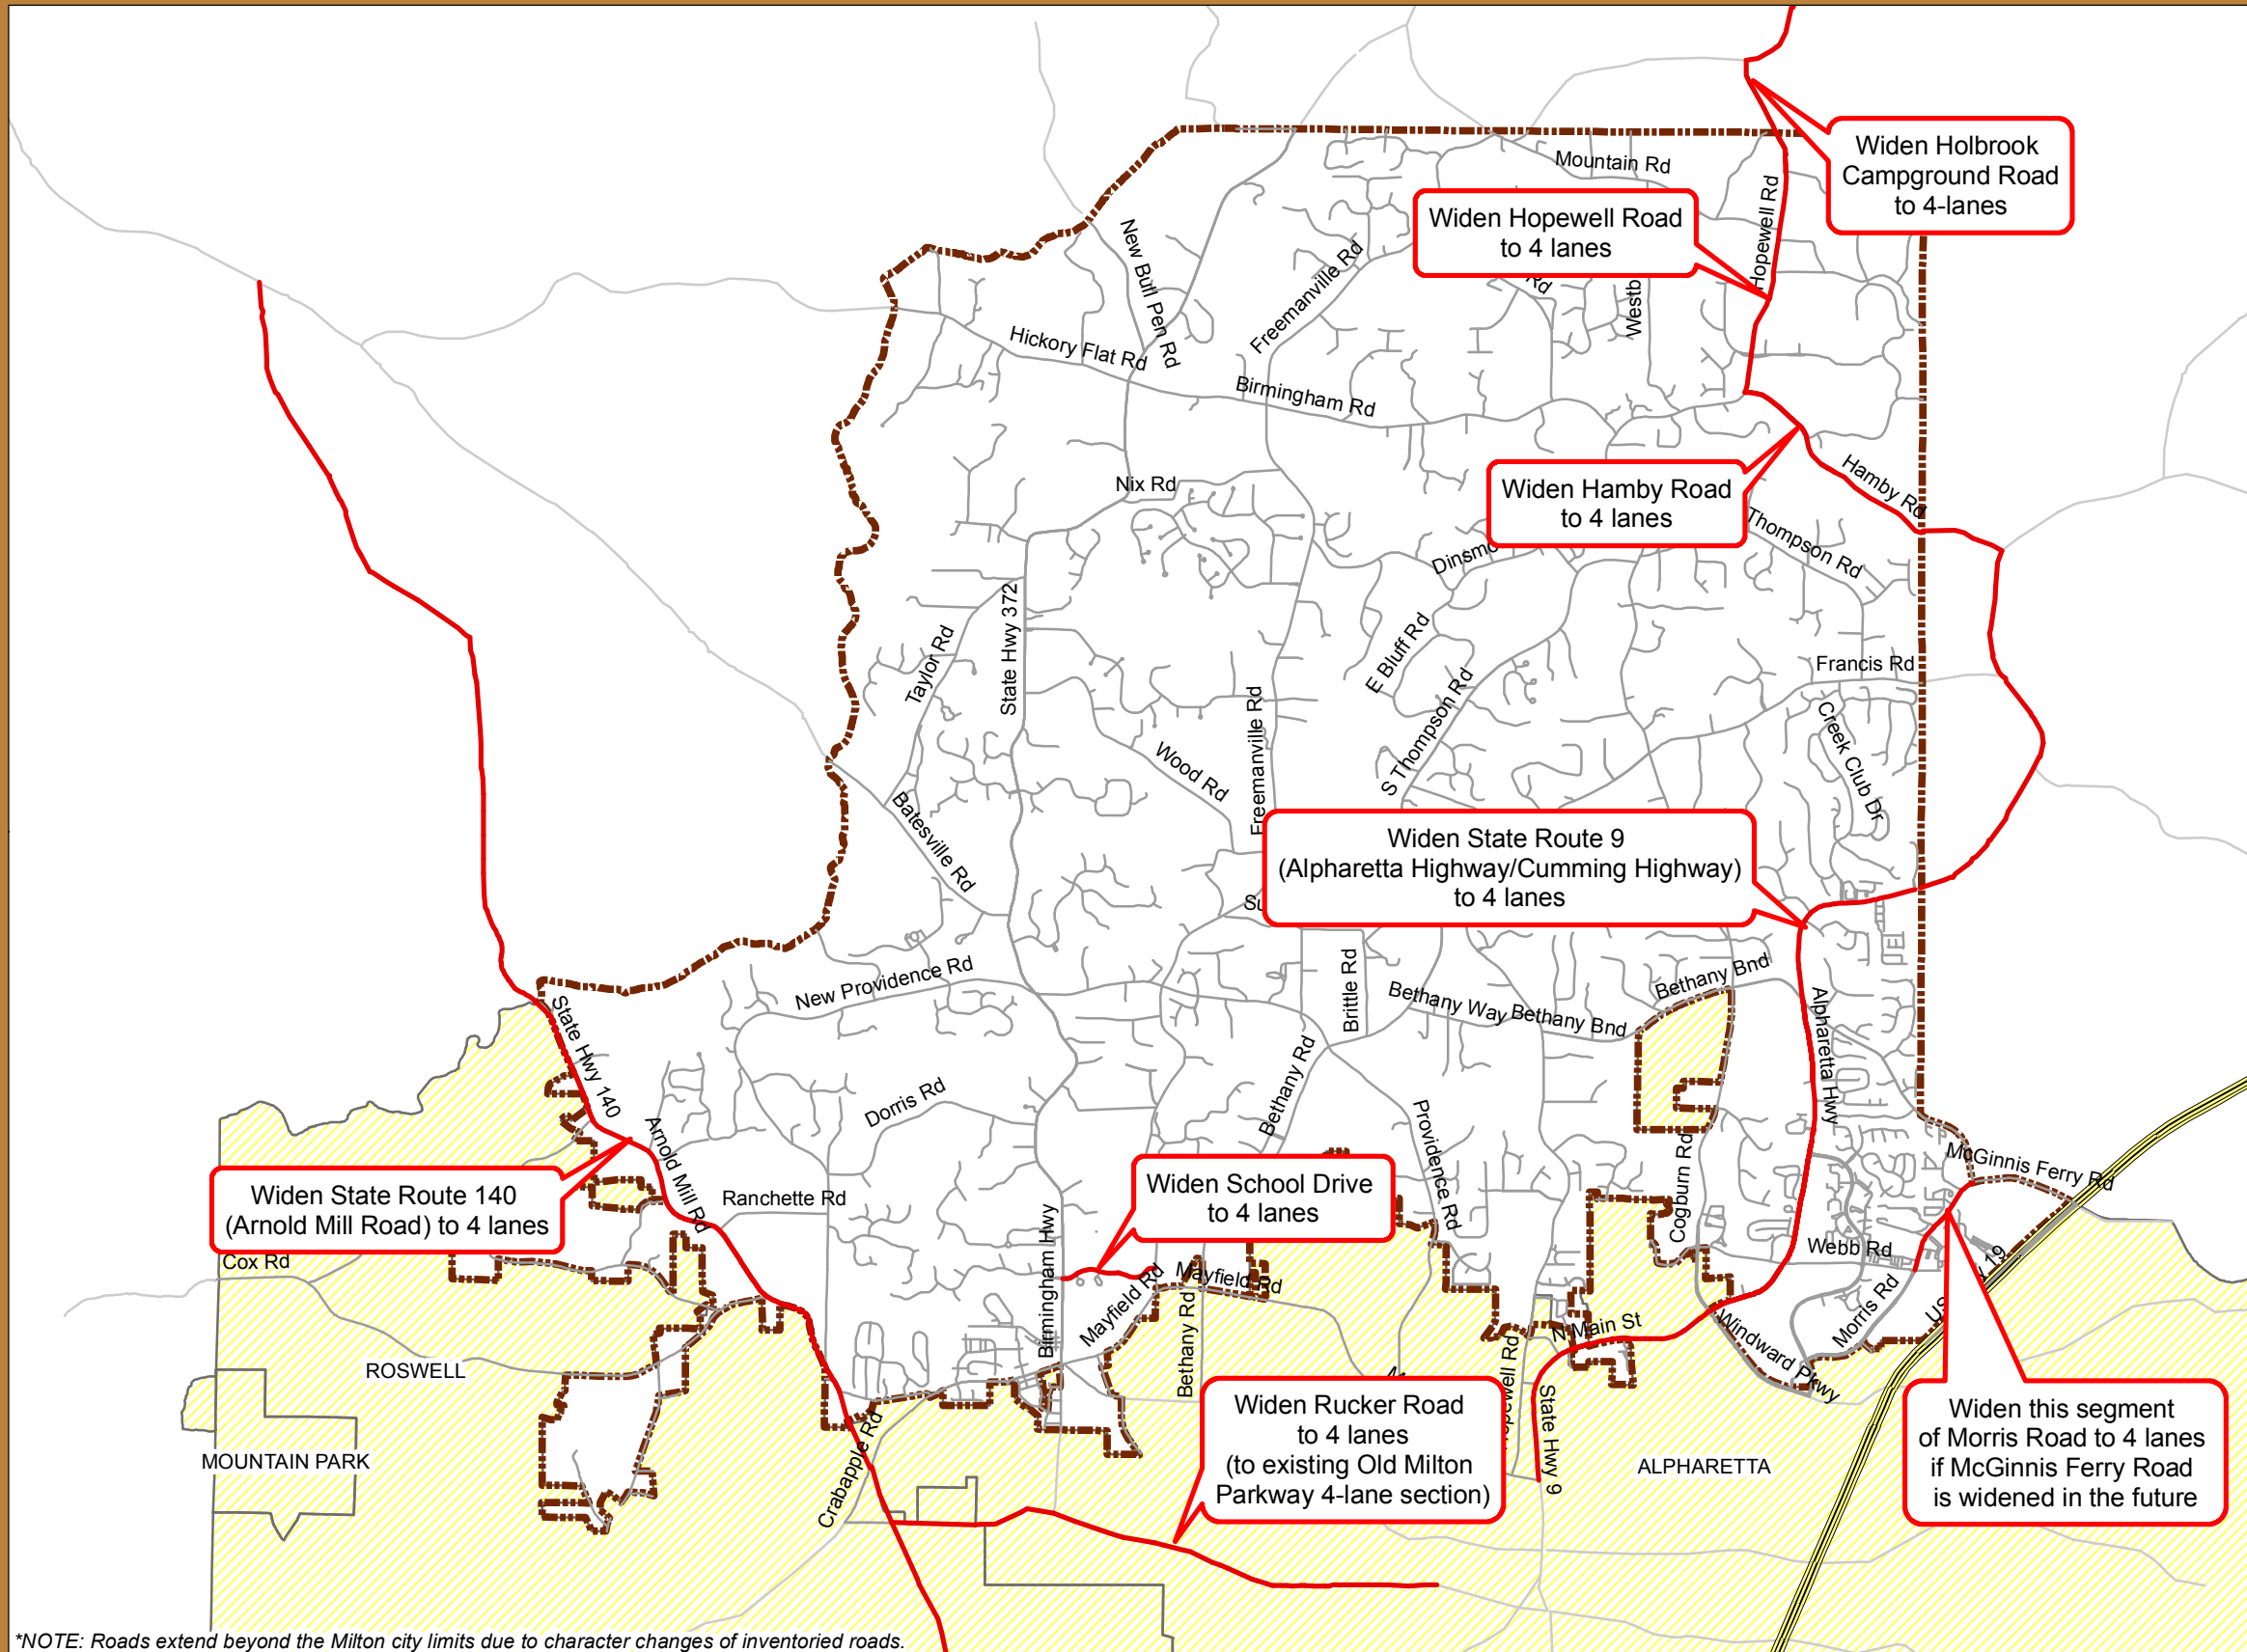 Widen Holbrook
Campground Road
to 4-lanes
Mountain Rd
Widen Hopewell Road
to 4 lanes
Hopewell Rd
New Bull Pen Rd
Freemanville Rd
Rd
Westb
Hickory Flat Rd
Birmingham Rd
Nix Rd
Widen Hamby Road
to 4 lanes
Hamby Rd
Thompson Rd
Dinsmo
Taylor Rd
State Hwy 372
E Bluff Rd
Francis Rd
Freemanville Rd
S Thompson Rd
Creek Club Dr
Wood Rd
Batesville Rd
Widen State Route 9
(Alpharetta Highway/Cumming Highway)
to 4 lanes
Su
New Providence Rd
Brittle Rd
Bethany Way
Bethany Bnd
Bethany Bnd
Alpharetta Hwy
State Hwy 140
Dorris Rd
Bethany Rd
Providence Rd
Arnold Mill Rd
Cogburn Rd
McGinnis Ferry Rd
Widen State Route 140
(Arnold Mill Road) to 4 lanes
Ranchette Rd
Widen School Drive
to 4 lanes
Webb Rd
Cox Rd
Birmingham Hwy
Mayfield Rd
Mayfield Rd
Bethany Rd
N Main St
Windward Pkwy
Morris Rd
US
19
ROSWELL
MOUNTAIN PARK
Crabapple Rd
Widen Rucker Road
to 4 lanes
(to existing Old Milton
Parkway 4-lane section)
opewell Rd
State Hwy 9
ALPHARETTA
Widen this segment
of Morris Road to 4 lanes
if McGinnis Ferry Road
is widened in the future
*NOTE: Roads extend beyond the Milton city limits due to character changes of inventoried roads.